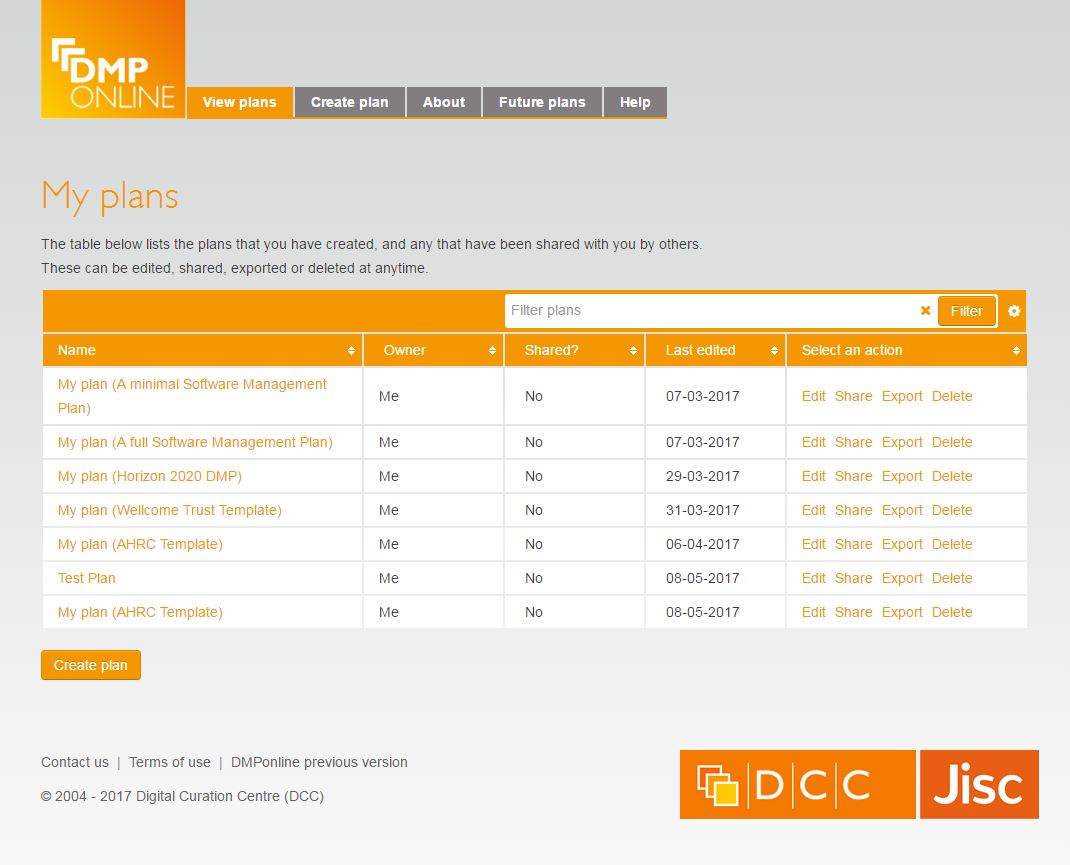 DMP
ONLINE
View plans Create plan About Future plans Help
My plans
The table below lists the plans that you have created, and any that have been shared with you by others.
These can be edited, shared, exported or deleted at anytime.
Filter plans Filter
Name Owner Shared? Last edited Select an action
My plan (A minimal Software Management
Plan) Me No 07-03-2017 Edit Share Export Delete
My plan (A full Software Management Plan) Me No 07-03-2017 Edit Share Export Delete
My plan (Horizon 2020 DMP) Me No 29-03-2017 Edit Share Export Delete
My plan (Wellcome Trust Template) Me No 31-03-2017 Edit Share Export Delete
My plan (AHRC Template) Me No 06-04-2017 Edit Share Export Delete
Test Plan Me No 08-05-2017 Edit Share Export Delete
My plan (AHRC Template) Me No 08-05-2017 Edit Share Export Delete
Create plan
Contact us | Terms of use | DMPonline previous version
© 2004 - 2017 Digital Curation Centre (DCC)
D|C|C Jisc